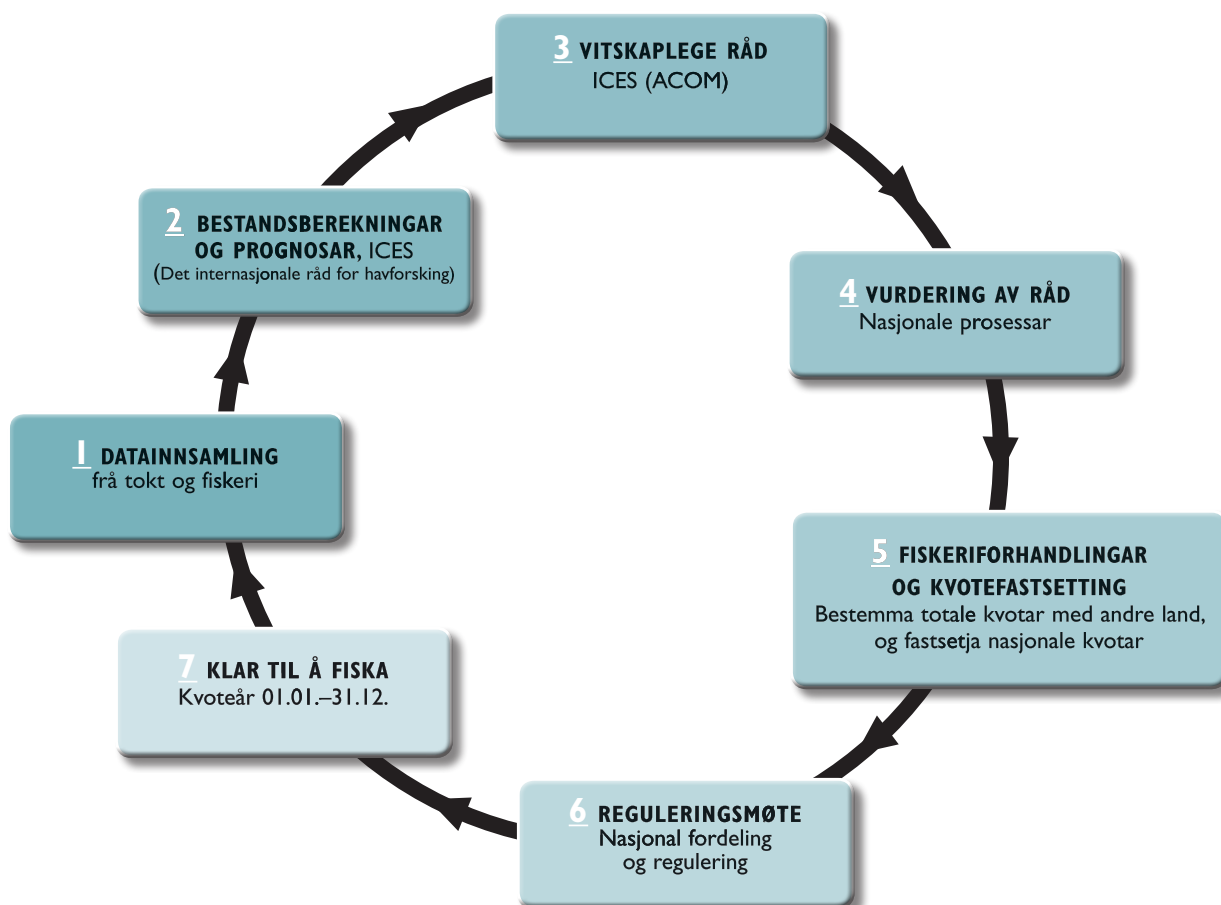 3 VITSKAPLEGE RÅD
ICES (ACOM)
2 BESTANDSBEREKNINGAR
OG PROGNOSAR, ICES
(Det internasjonale råd for havforsking)
4 VURDERING AV RÅD
Nasjonale prosessar
1 DATAINNSAMLING
frå tokt og fiskeri
5 FISKERIFORHANDLINGAR
OG KVOTEFASTSETTING
Bestemma totale kvotar med andre land,
og fastsetja nasjonale kvotar
7 KLAR TIL Å FISKA
Kvoteår 01.01.–31.12.
6 REGULERINGSMØTE
Nasjonal fordeling
og regulering